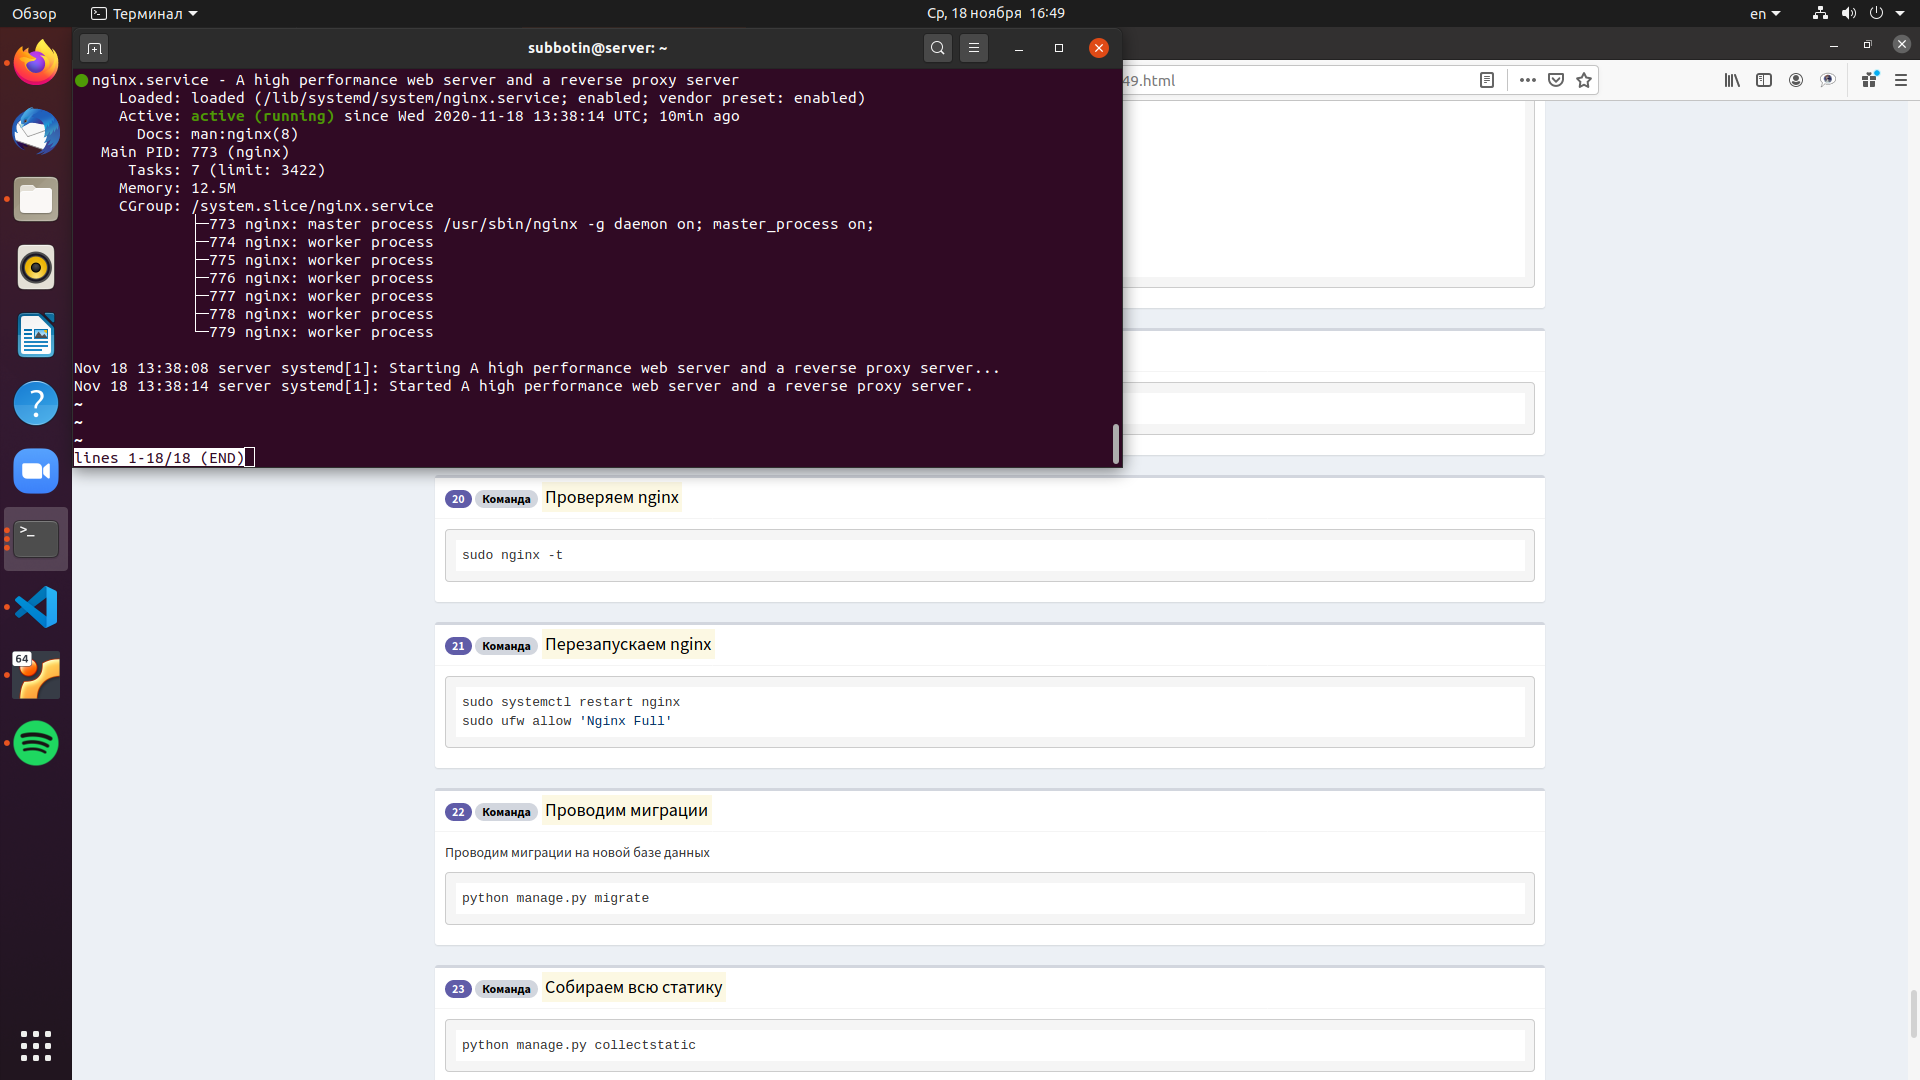 Обзор
Терминал
Ср, 18 ноября 16:49
en
subbotin@server: ~
nginx.service - A high performance web server and a reverse proxy server
Loaded: loaded (/lib/systemd/system/nginx.service; enabled; vendor preset: enabled)
Active: active (running) since Wed 2020-11-18 13:38:14 UTC; 10min ago
Docs: man:nginx(8)
Main PID: 773 (nginx)
Tasks: 7 (limit: 3422)
Memory: 12.5M
CGroup: /system.slice/nginx.service
├─773 nginx: master process /usr/sbin/nginx -g daemon on; master_process on;
├─774 nginx: worker process
├─775 nginx: worker process
├─776 nginx: worker process
├─777 nginx: worker process
├─778 nginx: worker process
└─779 nginx: worker process
Nov 18 13:38:08 server systemd[1]: Starting A high performance web server and a reverse proxy server...
Nov 18 13:38:14 server systemd[1]: Started A high performance web server and a reverse proxy server.
~
~
~
lines 1-18/18 (END)
49.html
20 Команда Проверяем nginx
sudo nginx -t
21 Команда Перезапускаем nginx
sudo systemctl restart nginx
sudo ufw allow 'Nginx Full'
22 Команда Проводим миграции
Проводим миграции на новой базе данных
python manage.py migrate
23 Команда Собираем всю статику
python manage.py collectstatic
64